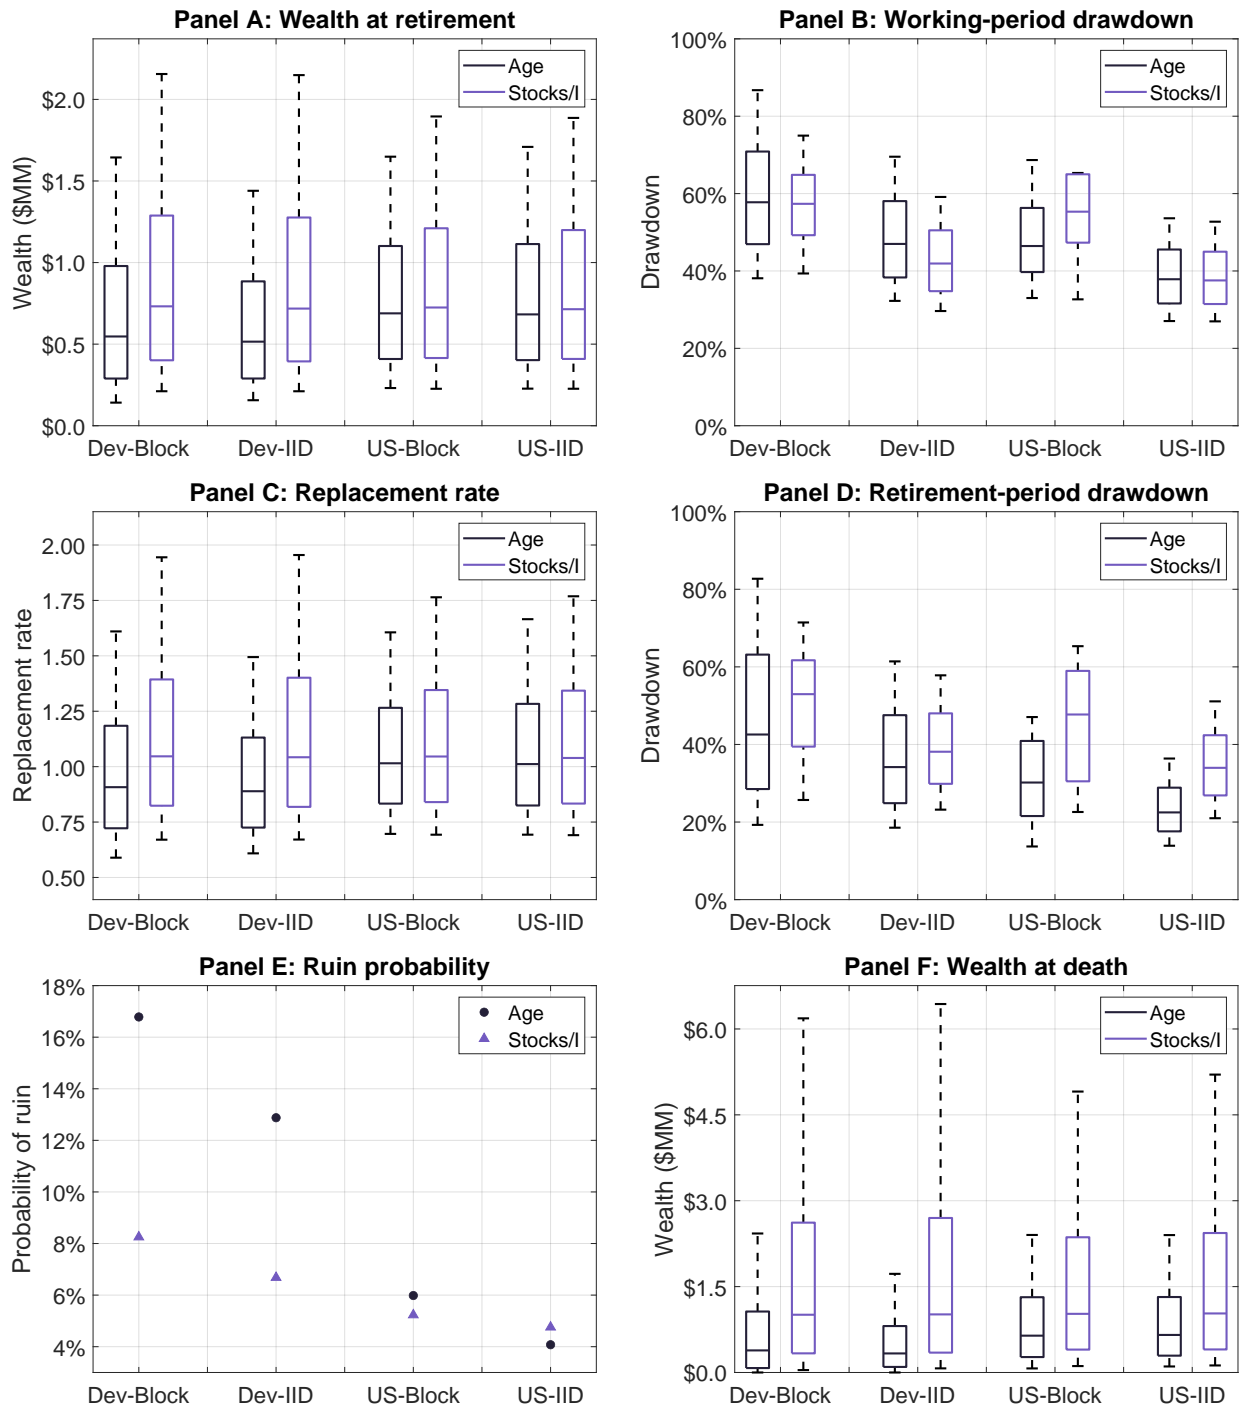 Panel A: Wealth at retirement
Wealth ($MM)
$2.0
$1.5
$1.0
$0.5
$0.0
Age
Stocks/I
Dev-Block Dev-IID US-Block US-IID
Panel B: Working-period drawdown
Drawdown
100%
80%
60%
40%
20%
0%
Age
Stocks/I
Dev-Block Dev-IID US-Block US-IID
Panel C: Replacement rate
Replacement rate
2.00
1.75
1.50
1.25
1.00
0.75
0.50
Age
Stocks/I
Dev-Block Dev-IID US-Block US-IID
Panel D: Retirement-period drawdown
Drawdown
100%
80%
60%
40%
20%
0%
Age
Stocks/I
Dev-Block Dev-IID US-Block US-IID
Panel E: Ruin probability
Probability of ruin
18%
16%
14%
12%
10%
8%
6%
4%
Age
Stocks/I
Dev-Block Dev-IID US-Block US-IID
Panel F: Wealth at death
Wealth ($MM)
$6.0
$4.5
$3.0
$1.5
$0.0
Age
Stocks/I
Dev-Block Dev-IID US-Block US-IID